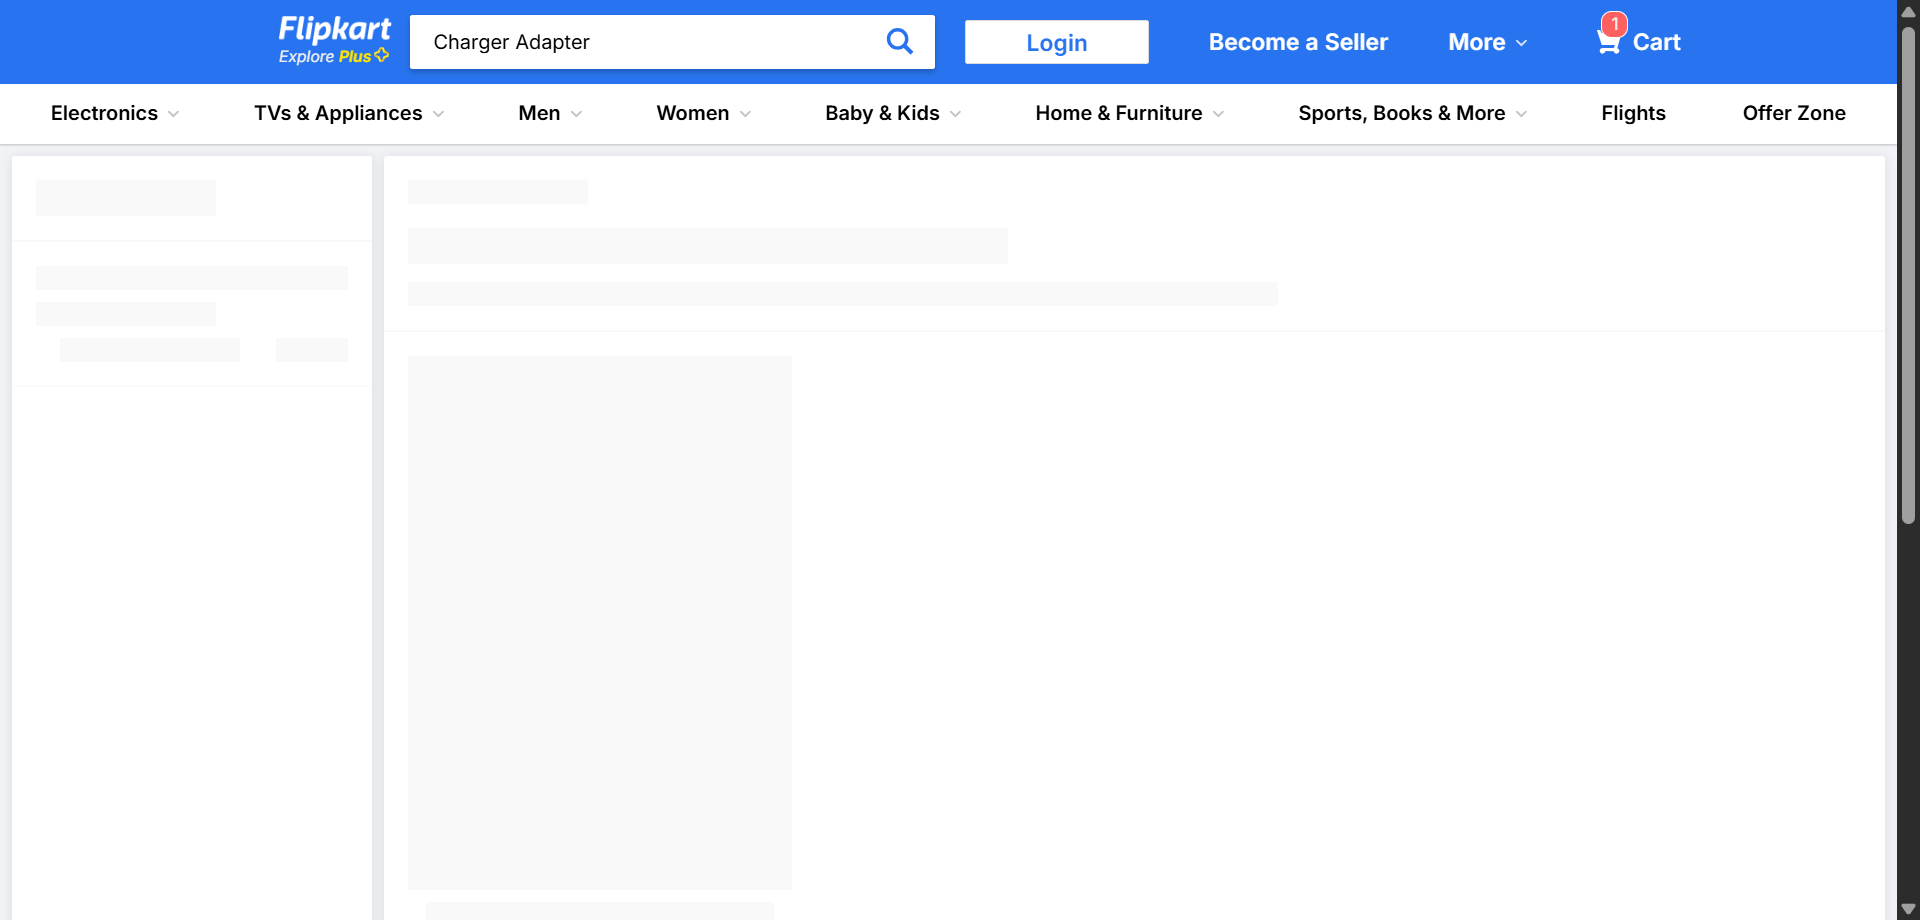 Flipkart
Explore Plus
Charger Adapter
Login
Become a Seller
More
1
Cart
Electronics
TVs & Appliances
Men
Women
Baby & Kids
Home & Furniture
Sports, Books & More
Flights
Offer Zone